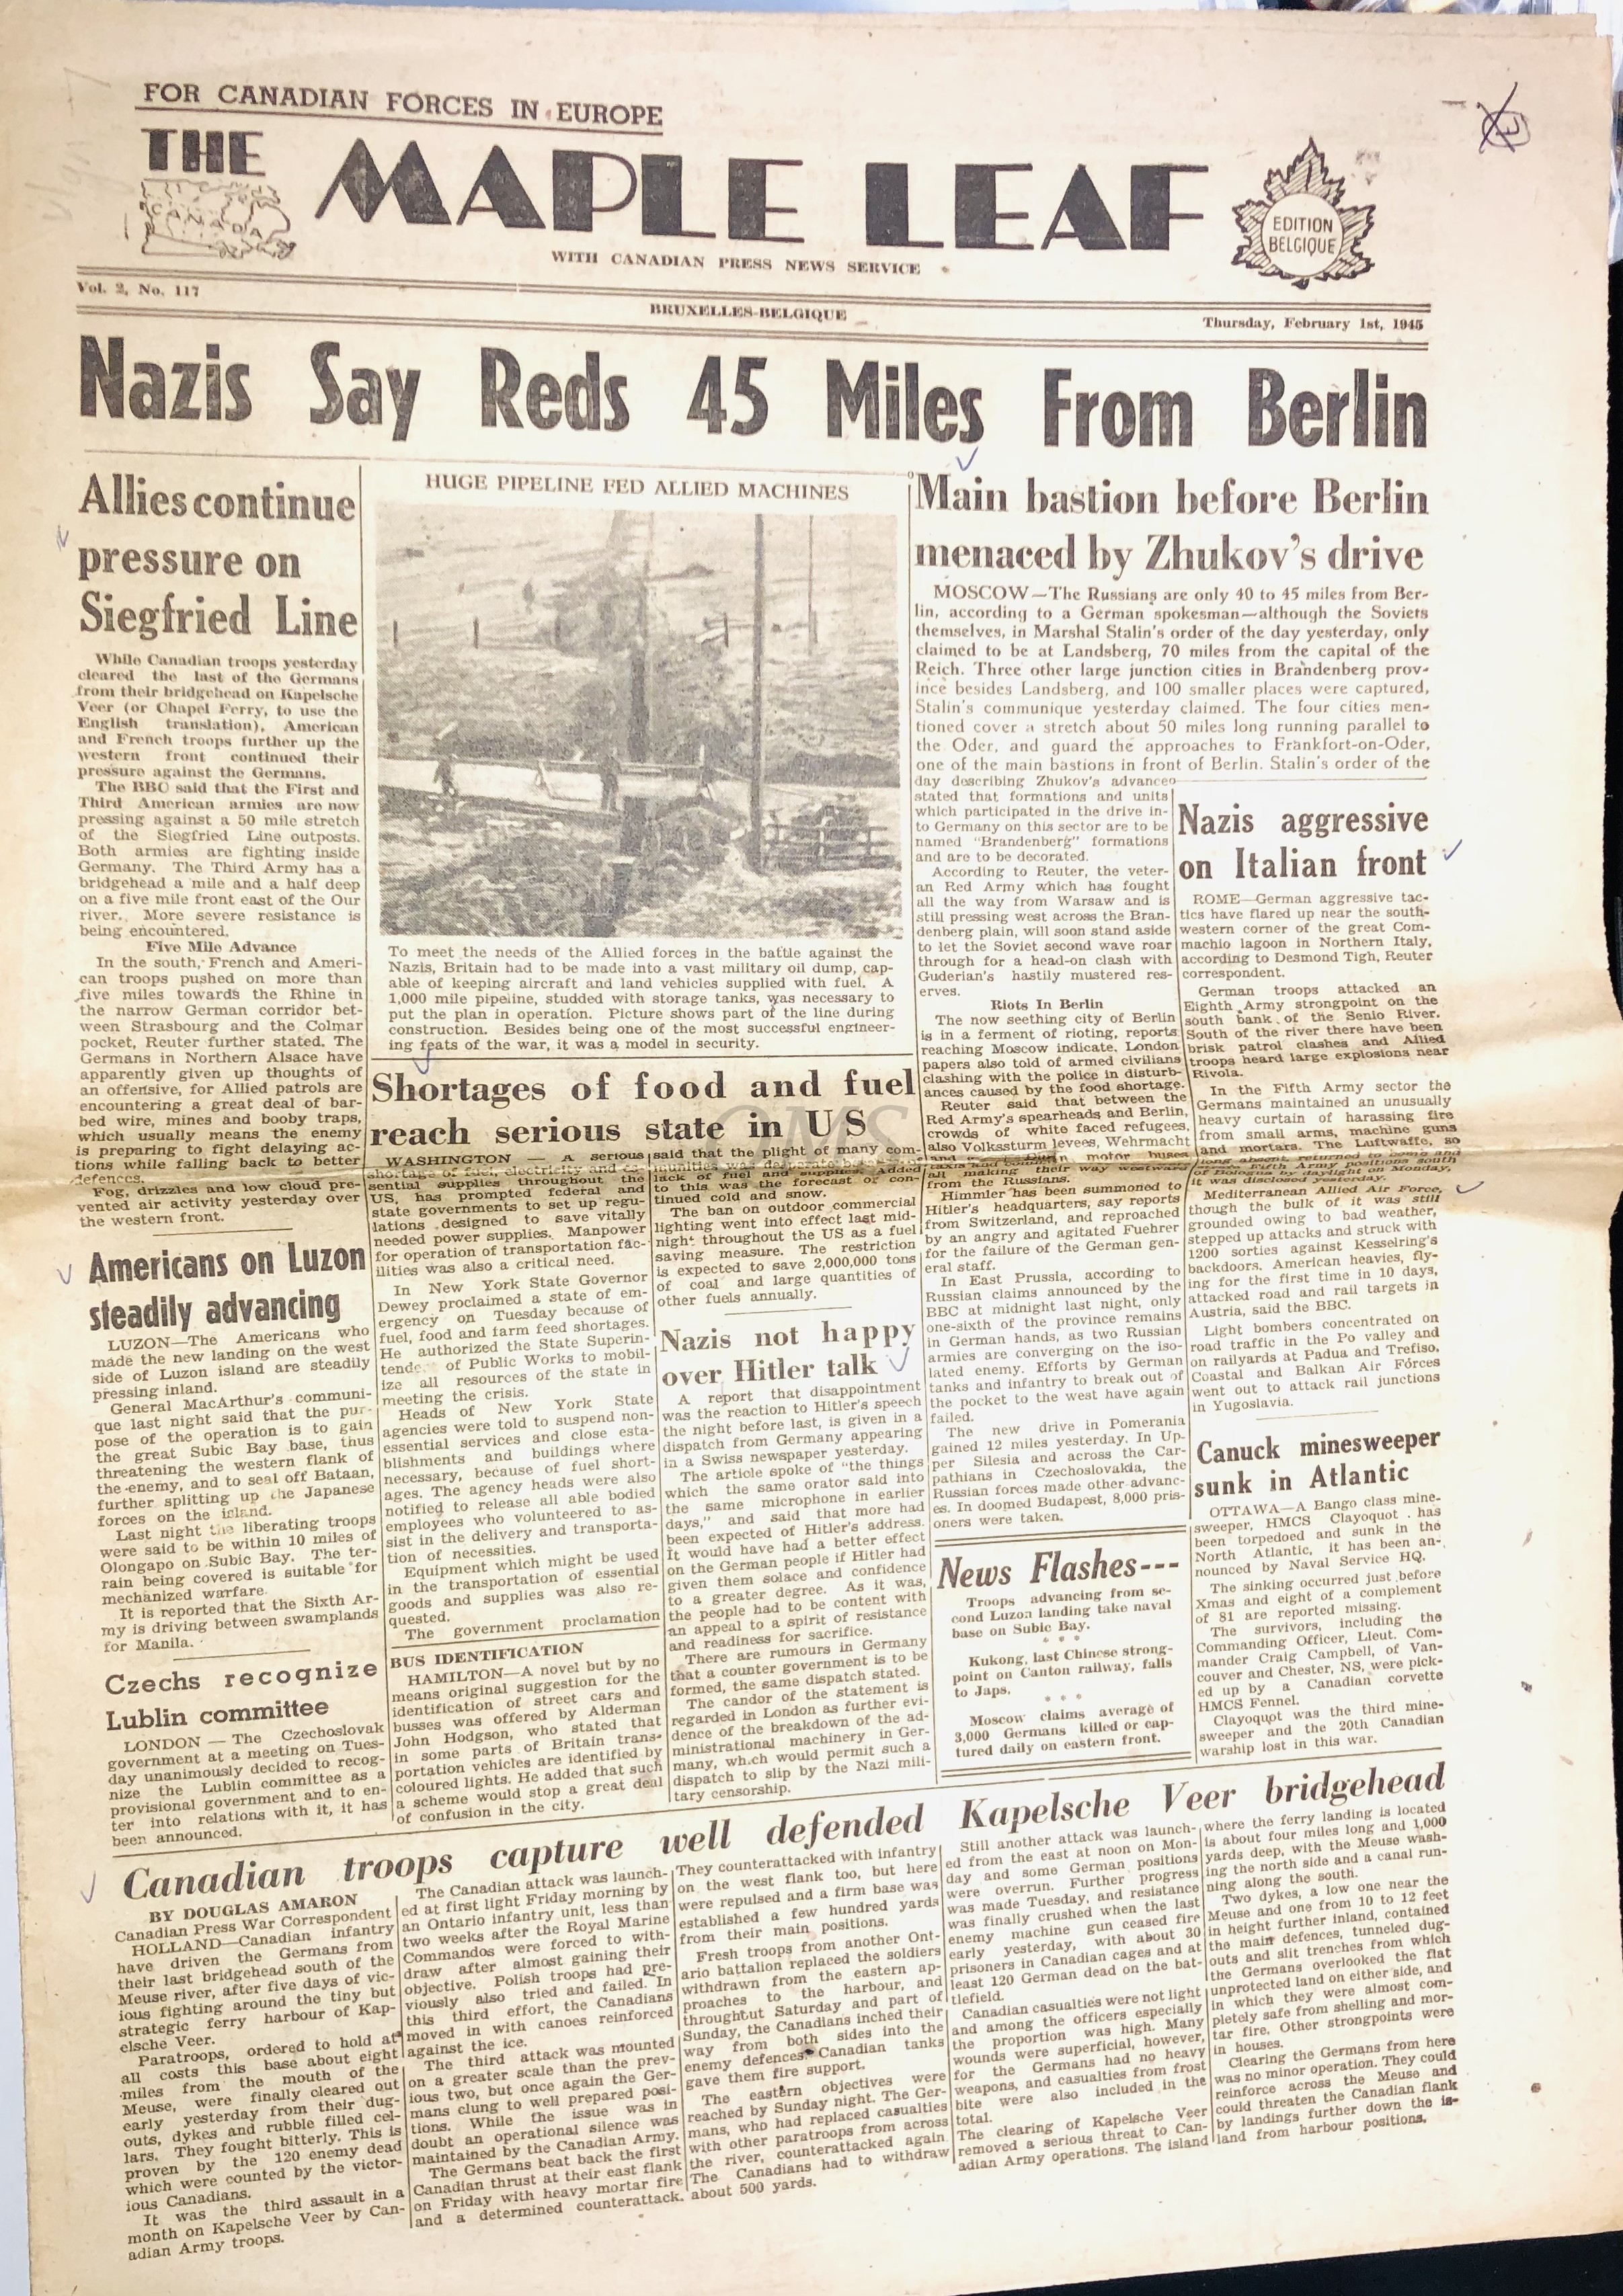 FOR CANADIAN FORCES IN EUROPE
THE MAPLE LEAF
CANADA
EDITION
BELGIQUE
WITH CANADIAN PRESS NEWS SERVICE
Vol. 2, No. 117
BRUXELLES-BELGIQUE
Thursday, February 1st, 1945
Nazis Say Reds 45 Miles From Berlin
Allies continue
pressure on
Siegfried Line
While Canadian troops yesterday
cleared the last of the Germans
from their bridgehead on Kapelsche
Veer (or Chapel Ferry, to use the
English translation), American
and French troops further up the
western front continued their
pressure against the Germans.
The BBC said that the First and
Third American armies are now
pressing against a 50 mile stretch
of the Siegfried Line outposts.
Both armies are fighting inside
Germany. The Third Army has a
bridgehead a mile and a half deep
on a five mile front east of the Our
river. More severe resistance is
being encountered.
Five Mile Advance
In the south, French and Ameri-
can troops pushed on more than
five miles towards the Rhine in
the narrow German corridor bet-
ween Strasbourg and the Colmar
pocket, Reuter further stated. The
Germans in Northern Alsace have
apparently given up thoughts of
an offensive, for Allied patrols are
encountering a great deal of bar-
bed wire, mines and booby traps,
which usually means the enemy
is preparing to fight delaying ac-
tions while falling back to better
defences.
Fog, drizzles and low cloud pre-
vented air activity yesterday over
the western front.
Americans on Luzon
steadily advancing
LUZON—The Americans who
made the new landing on the west
side of Luzon island are steadily
pressing inland.
General MacArthur's communi-
que last night said that the pur-
pose of the operation is to gain
the great Subic Bay base, thus
threatening the western flank of
the enemy, and to seal off Bataan,
further splitting up the Japanese
forces on the island.
Last night the liberating troops
were said to be within 10 miles of
Olongapo on Subic Bay. The ter-
rain being covered is suitable for
mechanized warfare.
It is reported that the Sixth Ar-
my is driving between swamplands
for Manila.
Czechs recognize
Lublin committee
LONDON — The Czechoslovak
government at a meeting on Tues-
day unanimously decided to recog-
nize the Lublin committee as a
provisional government and to en-
ter into relations with it, it has
been announced.
HUGE PIPELINE FED ALLIED MACHINES
To meet the needs of the Allied forces in the battle against the
Nazis, Britain had to be made into a vast military oil dump, cap-
able of keeping aircraft and land vehicles supplied with fuel. A
1,000 mile pipeline, studded with storage tanks, was necessary to
put the plan in operation. Picture shows part of the line during
construction. Besides being one of the most successful engineer-
ing feats of the war, it was a model in security.
Shortages of food and fuel
reach serious state in US
WASHINGTON — A serious
shortage of fuel, electricity and es-
sential supplies throughout the
US, has prompted federal and
state governments to set up regu-
lations designed to save vitally
needed power supplies. Manpower
for operation of transportation fac-
ilities was also a critical need.
In New York State Governor
Dewey proclaimed a state of em-
ergency on Tuesday because of
fuel, food and farm feed shortages.
He authorized the State Superin-
tende of Public Works to mobil-
ize all resources of the state in
meeting the crisis.
Heads of New York State
agencies were told to suspend non-
essential services and close esta-
blishments and buildings where
necessary, because of fuel short-
ages. The agency heads were also
notified to release all able bodied
employees who volunteered to as-
sist in the delivery and transporta-
tion of necessities.
Equipment which might be used
in the transportation of essential
goods and supplies was also re-
quested.
The government proclamation
said that the plight of many com-
munities was desperate
lack of fuel and supplies. Added
to this was the forecast of con-
tinued cold and snow.
The ban on outdoor commercial
lighting went into effect last mid-
night throughout the US as a fuel
saving measure. The restriction
is expected to save 2,000,000 tons
of coal and large quantities of
other fuels annually.
BUS IDENTIFICATION
HAMILTON—A novel but by no
means original suggestion for the
identification of street cars and
busses was offered by Alderman
John Hodgson, who stated that
in some parts of Britain trans-
portation vehicles are identified by
coloured lights. He added that such
a scheme would stop a great deal
of confusion in the city.
Nazis not happy
over Hitler talk
A report that disappointment
was the reaction to Hitler's speech
the night before last, is given in a
dispatch from Germany appearing
in a Swiss newspaper yesterday.
The article spoke of "the things
which the same orator said into
the same microphone in earlier
days," and said that more had
been expected of Hitler's address.
It would have had a better effect
on the German people if Hitler had
given them solace and confidence
to a greater degree. As it was,
the people had to be content with
an appeal to a spirit of resistance
and readiness for sacrifice.
There are rumours in Germany
that a counter government is to be
formed, the same dispatch stated.
The candor of the statement is
regarded in London as further evi-
dence of the breakdown of the ad-
ministrational machinery in Ger-
many, which would permit such a
dispatch to slip by the Nazi mili-
tary censorship.
Main bastion before Berlin
menaced by Zhukov's drive
MOSCOW—The Russians are only 40 to 45 miles from Ber-
lin, according to a German spokesman—although the Soviets
themselves, in Marshal Stalin's order of the day yesterday, only
claimed to be at Landsberg, 70 miles from the capital of the
Reich. Three other large junction cities in Brandenberg prov-
ince besides Landsberg, and 100 smaller places were captured,
Stalin's communique yesterday claimed. The four cities men-
tioned cover a stretch about 50 miles long running parallel to
the Oder, and guard the approaches to Frankfort-on-Oder,
one of the main bastions in front of Berlin. Stalin's order of the
day describing Zhukov's advance
stated that formations and units
which participated in the drive in-
to Germany on this sector are to be
named "Brandenberg" formations
and are to be decorated.
According to Reuter, the veter-
an Red Army which has fought
all the way from Warsaw and is
still pressing west across the Bran-
denberg plain, will soon stand aside
to let the Soviet second wave roar
through for a head-on clash with
Guderian's hastily mustered res-
erves.
Riots In Berlin
The now seething city of Berlin
is in a ferment of rioting, reports
reaching Moscow indicate. London
papers also told of armed civilians
clashing with the police in disturb-
ances caused by the food shortage.
Reuter said that between the
Red Army's spearheads and Berlin,
crowds of white faced refugees,
also Volkssturm levees, Wehrmacht
and motor buses
all making their way westward
from the Russians.
Himmler has been summoned to
Hitler's headquarters, say reports
from Switzerland, and reproached
by an angry and agitated Fuehrer
for the failure of the German gen-
eral staff.
In East Prussia, according to
Russian claims announced by the
BBC at midnight last night, only
one-sixth of the province remains
in German hands, as two Russian
armies are converging on the iso-
lated enemy. Efforts by German
tanks and infantry to break out of
the pocket to the west have again
failed.
The new drive in Pomerania
gained 12 miles yesterday. In Up-
per Silesia and across the Car-
pathians in Czechoslovakia, the
Russian forces made other advanc-
es. In doomed Budapest, 8,000 pris-
oners were taken.
News Flashes---
Troops advancing from se-
cond Luzon landing take naval
base on Subic Bay.
* * *
Kukong, last Chinese strong-
point on Canton railway, falls
to Japs.
* * *
Moscow claims average of
3,000 Germans killed or cap-
tured daily on eastern front.
Nazis aggressive
on Italian front
ROME—German aggressive tac-
tics have flared up near the south-
western corner of the great Com-
machio lagoon in Northern Italy,
according to Desmond Tigh, Reuter
correspondent.
German troops attacked an
Eighth Army strongpoint on the
south bank of the Senio River.
South of the river there have been
brisk patrol clashes and Allied
troops heard large explosions near
Rivola.
In the Fifth Army sector the
Germans maintained an unusually
heavy curtain of harassing fire
from small arms, machine guns
and mortars. The Luftwaffe, so
long absent, returned to bomb and
Fifth Army positions south
of Bologna by daylight on Monday,
it was disclosed yesterday.
Mediterranean Allied Air Force,
though the bulk of it was still
grounded owing to bad weather,
stepped up attacks and struck with
1200 sorties against Kesselring's
backdoors. American heavies, fly-
ing for the first time in 10 days,
attacked road and rail targets in
Austria, said the BBC.
Light bombers concentrated on
road traffic in the Po valley and
on railyards at Padua and Trefiso.
Coastal and Balkan Air Forces
went out to attack rail junctions
in Yugoslavia.
Canuck minesweeper
sunk in Atlantic
OTTAWA—A Bango class mine-
sweeper, HMCS Clayoquot has
been torpedoed and sunk in the
North Atlantic, it has been an-
nounced by Naval Service HQ.
The sinking occurred just before
Xmas and eight of a complement
of 81 are reported missing.
The survivors, including the
Commanding Officer, Lieut. Com-
mander Craig Campbell, of Van-
couver and Chester, NS, were pick-
ed up by a Canadian corvette
HMCS Fennel.
Clayoquot was the third mine-
sweeper and the 20th Canadian
warship lost in this war.
Canadian troops capture well defended Kapelsche Veer bridgehead
BY DOUGLAS AMARON
Canadian Press War Correspondent
HOLLAND—Canadian infantry
have driven the Germans from
their last bridgehead south of the
Meuse river, after five days of vic-
ious fighting around the tiny but
strategic ferry harbour of Kap-
elsche Veer.
Paratroops, ordered to hold at
all costs this base about eight
miles from the mouth of the
Meuse, were finally cleared out
early yesterday from their dug-
outs, dykes and rubble filled cel-
lars. They fought bitterly. This is
proven by the 120 enemy dead
which were counted by the victor-
ious Canadians.
It was the third assault in a
month on Kapelsche Veer by Can-
adian Army troops.
The Canadian attack was launch-
ed at first light Friday morning by
an Ontario infantry unit, less than
two weeks after the Royal Marine
Commandos were forced to with-
draw after almost gaining their
objective. Polish troops had pre-
viously also tried and failed. In
this third effort, the Canadians
moved in with canoes reinforced
against the ice.
The third attack was mounted
on a greater scale than the prev-
ious two, but once again the Ger-
mans clung to well prepared posi-
tions. While the issue was in
doubt an operational silence was
maintained by the Canadian Army.
The Germans beat back the first
Canadian thrust at their east flank
on Friday with heavy mortar fire
and a determined counterattack.
They counterattacked with infantry
on the west flank too, but here
were repulsed and a firm base was
established a few hundred yards
from their main positions.
Fresh troops from another Ont-
ario battalion replaced the soldiers
withdrawn from the eastern ap-
proaches to the harbour, and
throughtut Saturday and part of
Sunday, the Canadians inched their
way from both sides into the
enemy defences. Canadian tanks
gave them fire support.
The eastern objectives were
reached by Sunday night. The Ger-
mans, who had replaced casualties
with other paratroops from across
the river, counterattacked again.
The Canadians had to withdraw
about 500 yards.
Still another attack was launch-
ed from the east at noon on Mon-
day and some German positions
were overrun. Further progress
was made Tuesday, and resistance
was finally crushed when the last
enemy machine gun ceased fire
early yesterday, with about 30
prisoners in Canadian cages and at
least 120 German dead on the bat-
tlefield.
Canadian casualties were not light
and among the officers especially
the proportion was high. Many
wounds were superficial, however,
for the Germans had no heavy
weapons, and casualties from frost
bite were also included in the
total.
The clearing of Kapelsche Veer
removed a serious threat to Can-
adian Army operations. The island
where the ferry landing is located
is about four miles long and 1,000
yards deep, with the Meuse wash-
ing the north side and a canal run-
ning along the south.
Two dykes, a low one near the
Meuse and one from 10 to 12 feet
in height further inland, contained
the main defences, tunneled dug-
outs and slit trenches from which
the Germans overlooked the flat
unprotected land on either side, and
in which they were almost com-
pletely safe from shelling and mor-
tar fire. Other strongpoints were
in houses.
Clearing the Germans from here
was no minor operation. They could
reinforce across the Meuse and
could threaten the Canadian flank
by landings further down the is-
land from harbour positions.